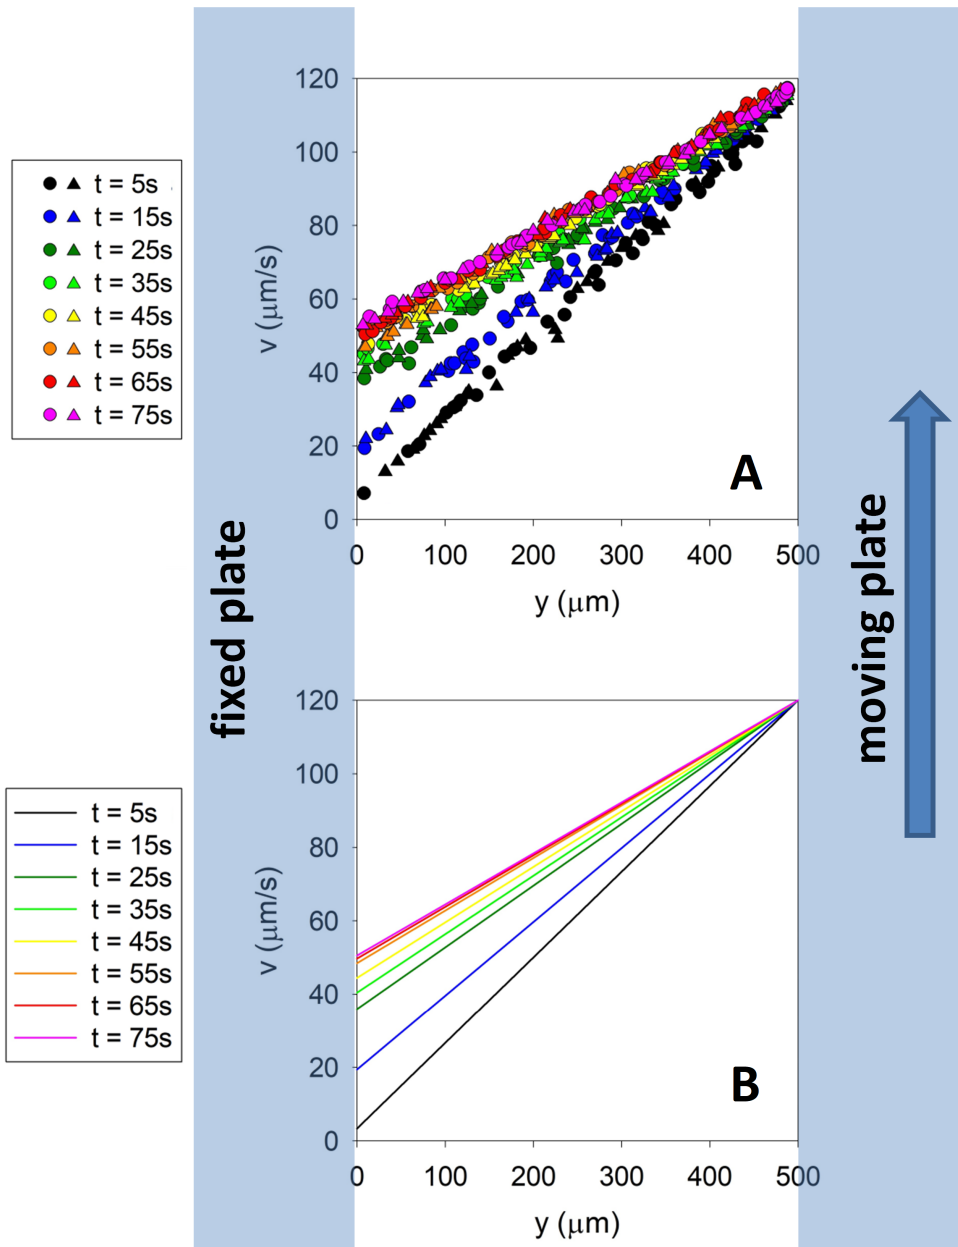 120
100
80
60
40
20
0
v (μm/s)
t = 5s
t = 15s
t = 25s
t = 35s
t = 45s
t = 55s
t = 65s
t = 75s
A
0 100 200 300 400 500
y (μm)
fixed plate
moving plate
120
100
80
60
40
20
0
v (μm/s)
t = 5s
t = 15s
t = 25s
t = 35s
t = 45s
t = 55s
t = 65s
t = 75s
B
0 100 200 300 400 500
y (μm)